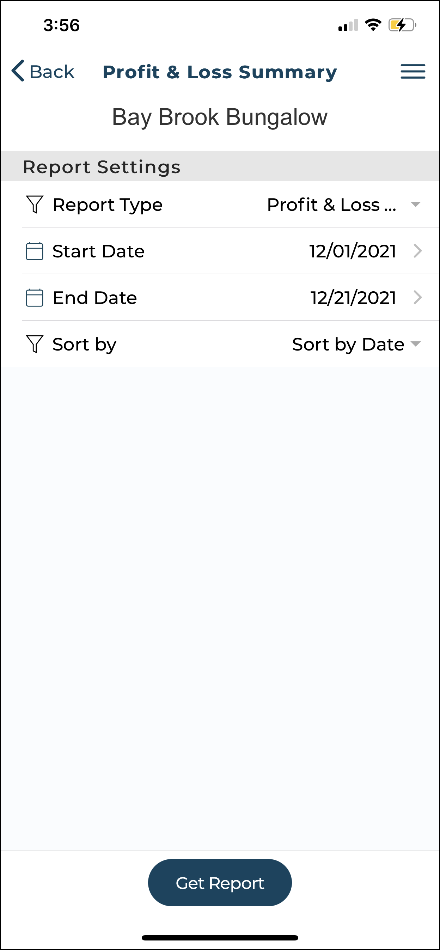 3:56
Back Profit & Loss Summary
Bay Brook Bungalow
Report Settings
Report Type Profit & Loss ...
Start Date 12/01/2021
End Date 12/21/2021
Sort by Sort by Date
Get Report